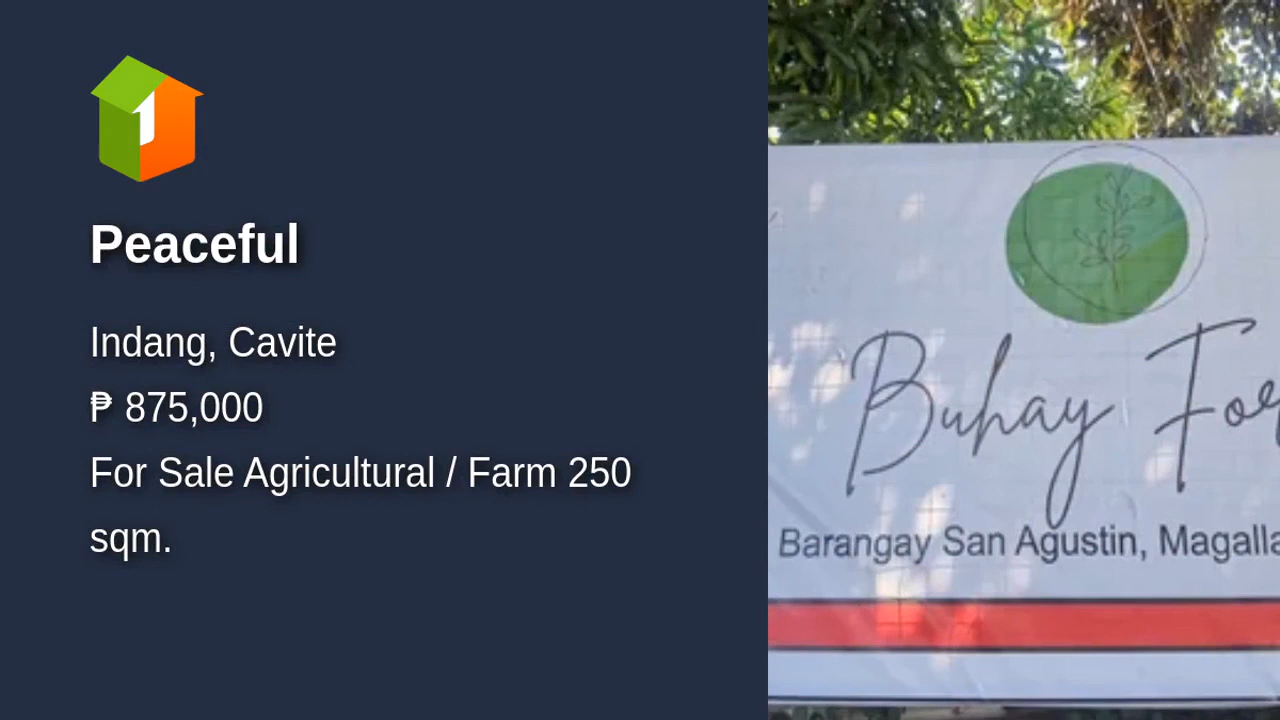 Peaceful
Indang, Cavite
₱ 875,000
For Sale Agricultural / Farm 250
sqm.
Buhay
Barangay San Agustin,